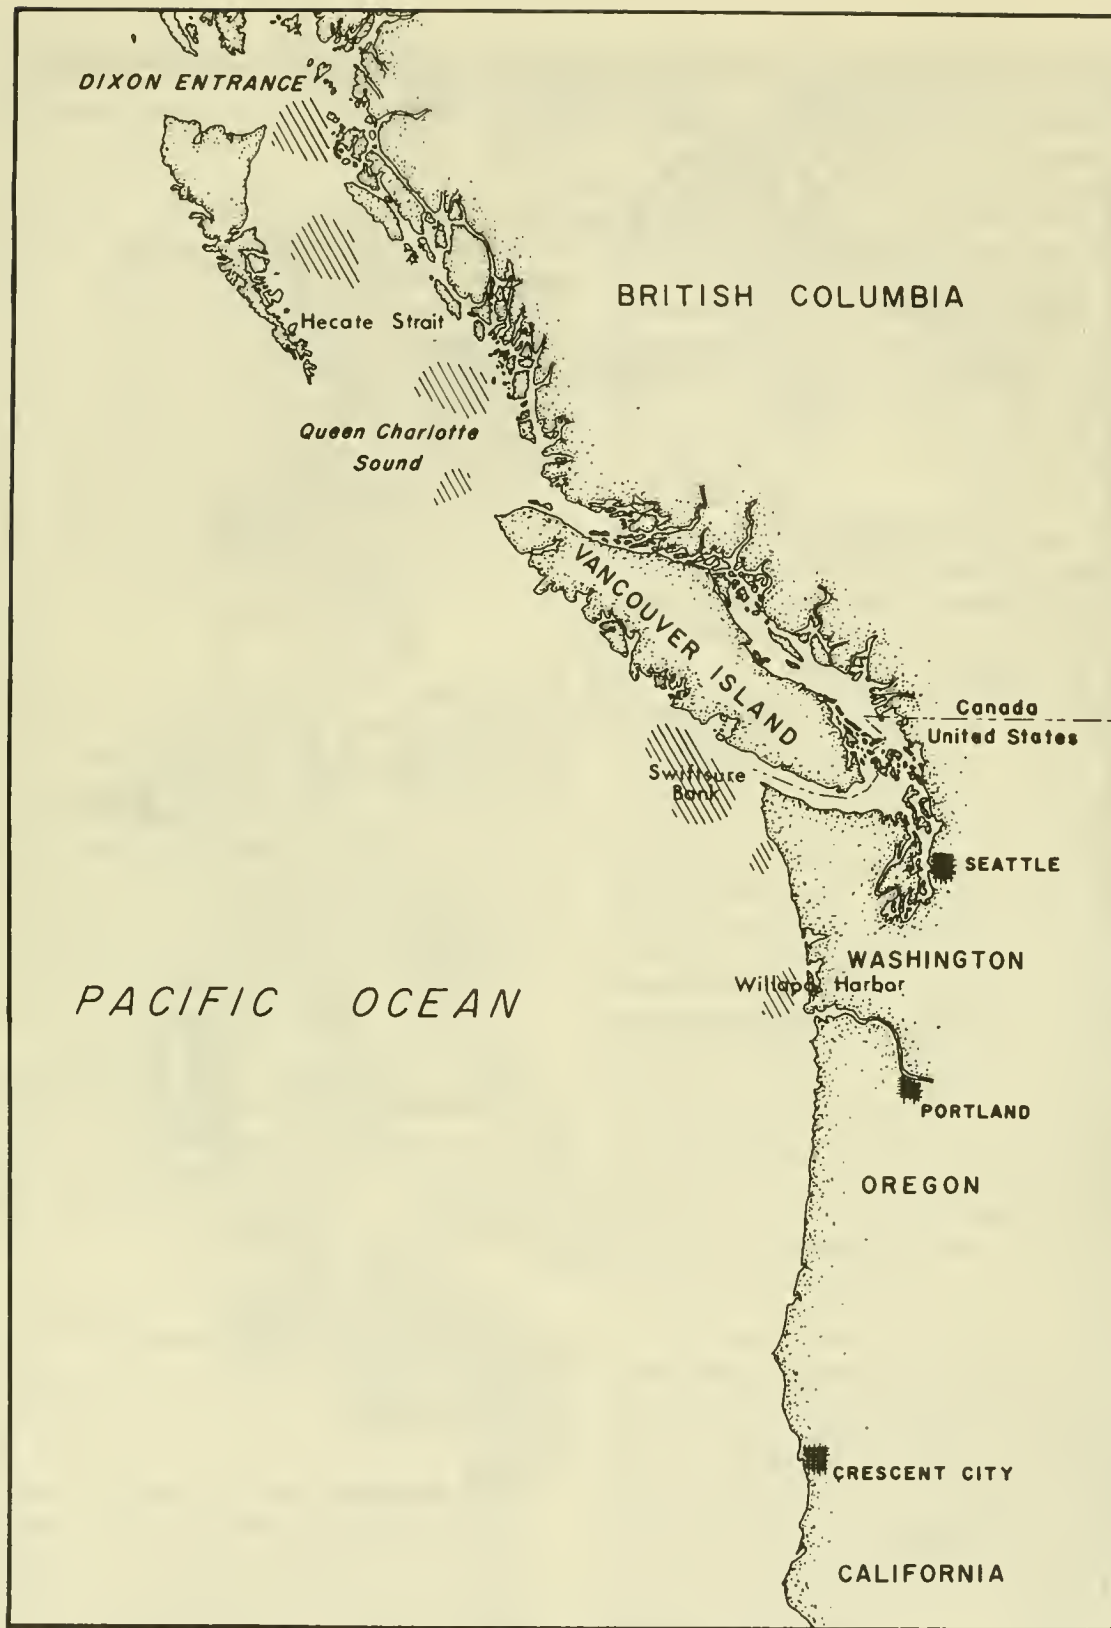 DIXON ENTRANCE
BRITISH COLUMBIA
Hecate Strait
Queen Charlotte
Sound
VANCOUVER ISLAND
Canada
United States
Swiftsure
Bank
SEATTLE
WASHINGTON
Willapa Harbor
PACIFIC OCEAN
PORTLAND
OREGON
CRESCENT CITY
CALIFORNIA